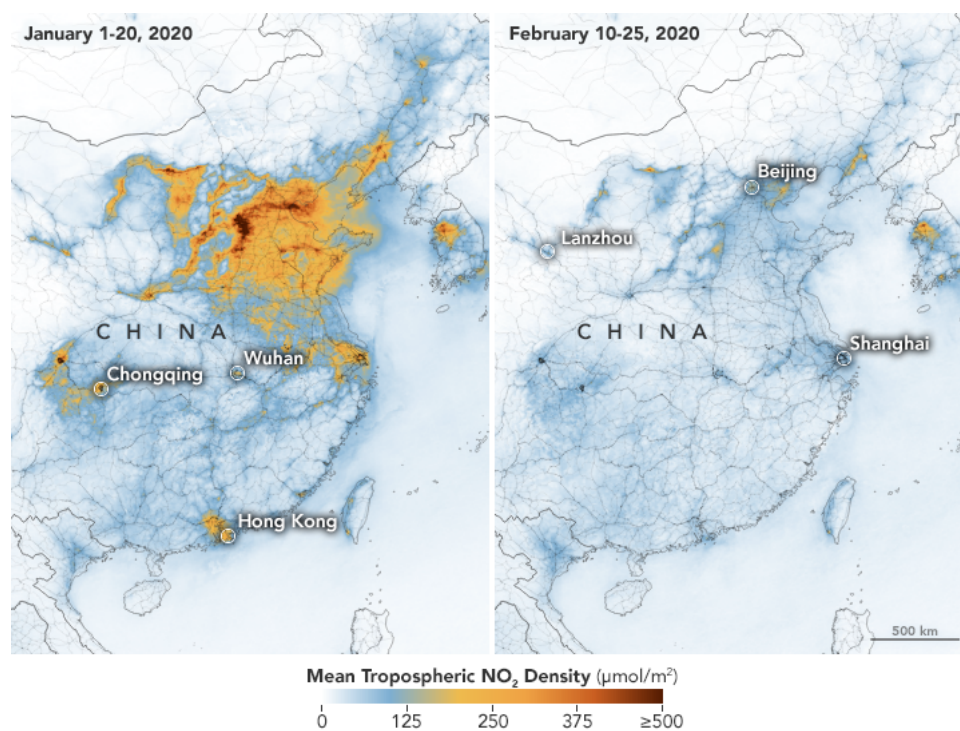 January 1-20, 2020
February 10-25, 2020
Beijing
Lanzhou
CHINA
CHINA
Shanghai
Wuhan
Chongqing
Hong Kong
500 km
Mean Tropospheric NO₂ Density (µmol/m²)
0 125 250 375 ≥500